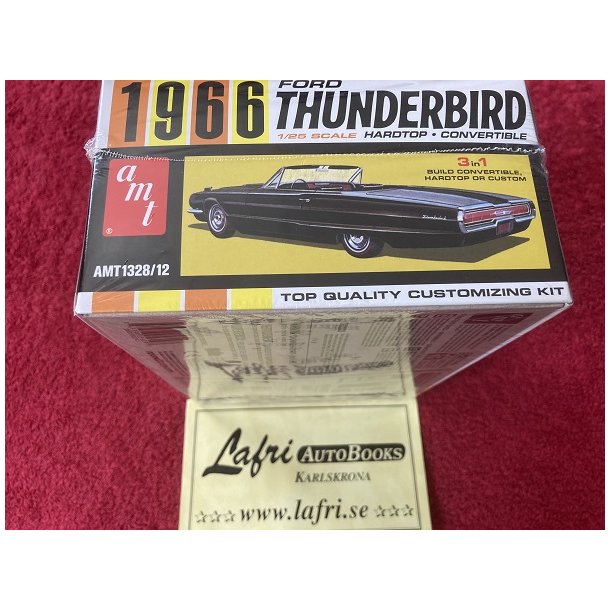 1966 FORD
THUNDERBIRD
1/25 SCALE HARDTOP • CONVERTIBLE
amt
®
3 in 1
BUILD CONVERTIBLE,
HARDTOP OR CUSTOM
AMT1328/12
TOP QUALITY CUSTOMIZING KIT
Lafri AUTOBOOKS
KARLSKRONA
☆☆☆ www.lafri.se ☆☆☆